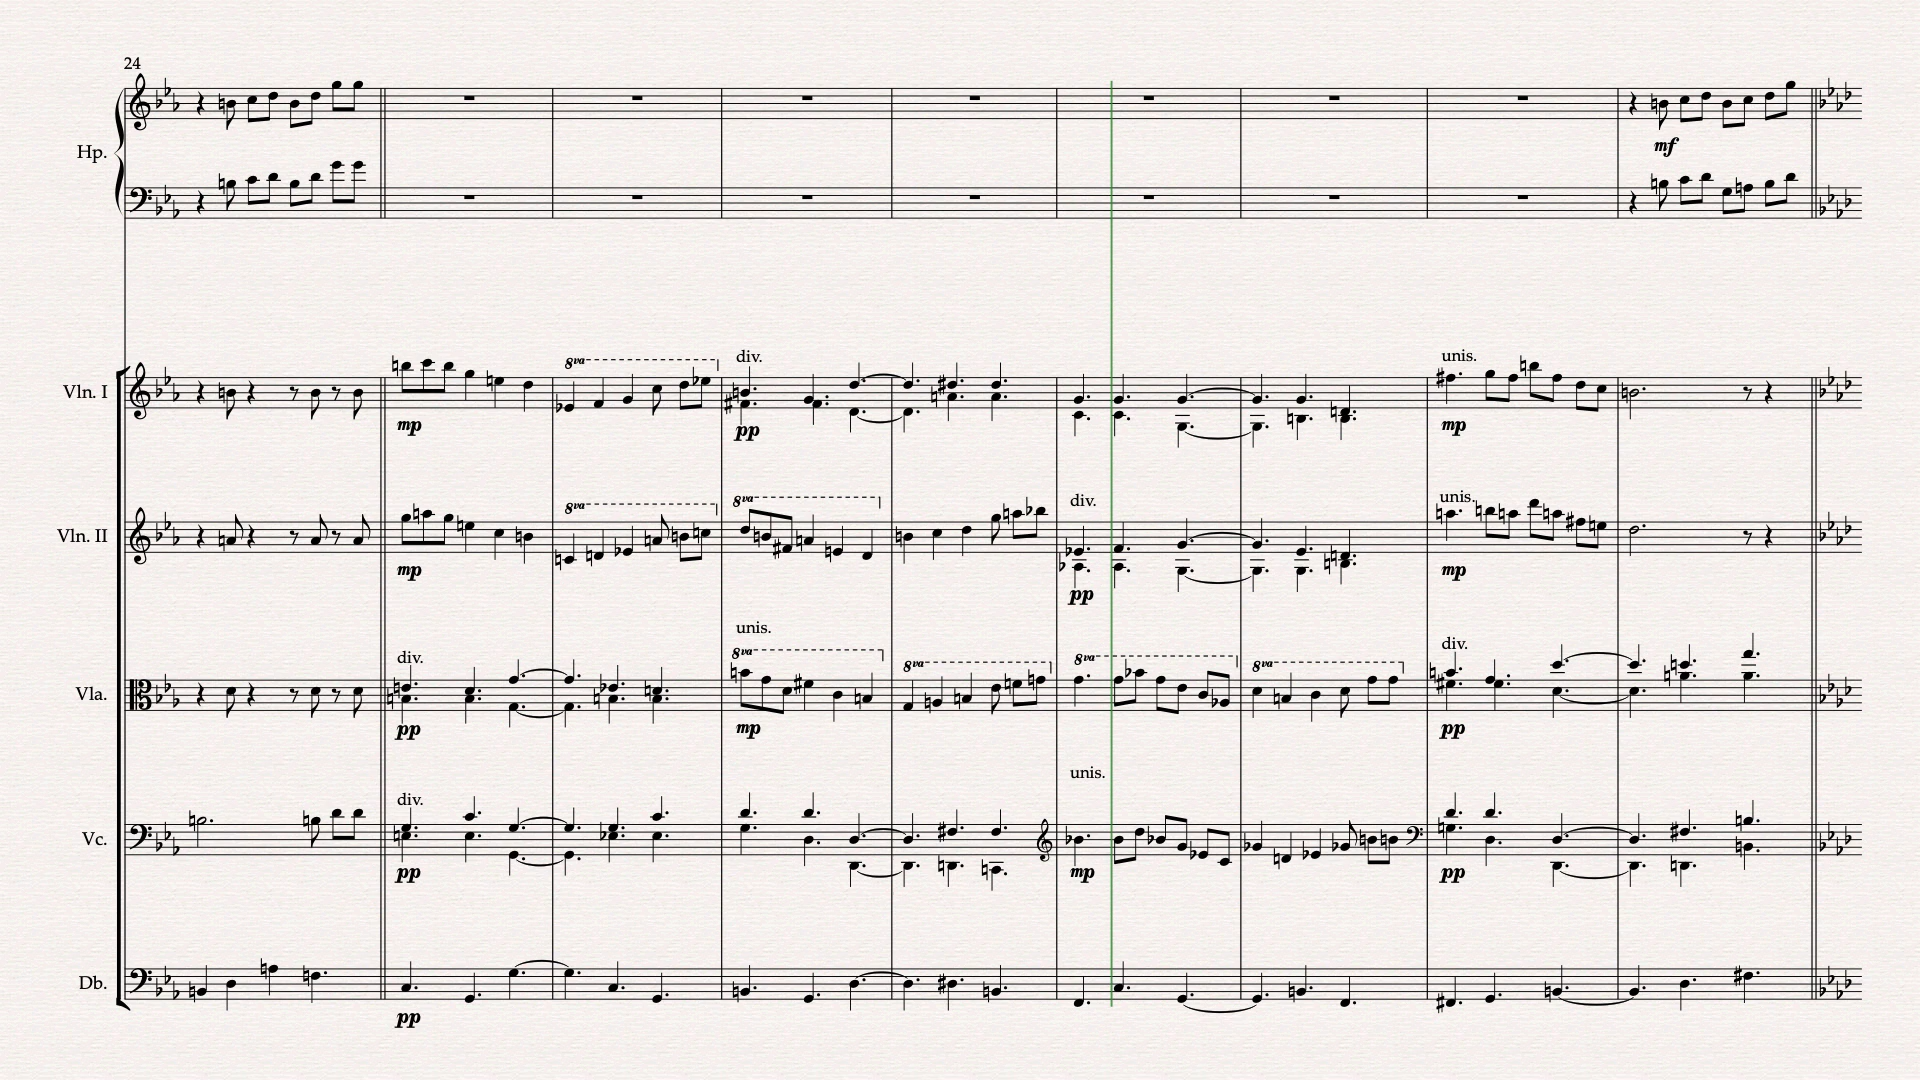 24
Hp.
mf
Vln. I
mp
8va
div.
pp
unis.
mp
Vln. II
mp
8va
8va
div.
pp
unis.
mp
Vla.
div.
pp
unis.
8va
mp
8va
8va
8va
div.
pp
Vc.
div.
pp
unis.
mp
pp
Db.
pp